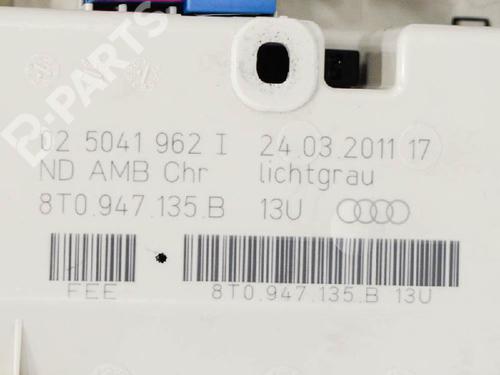 B-PARTS
02 5041 962 I 24.03.2011 17
ND AMB Chr lichtgrau
8T0.947.135.B 13U
FEE 8T0.947.135.B 13U